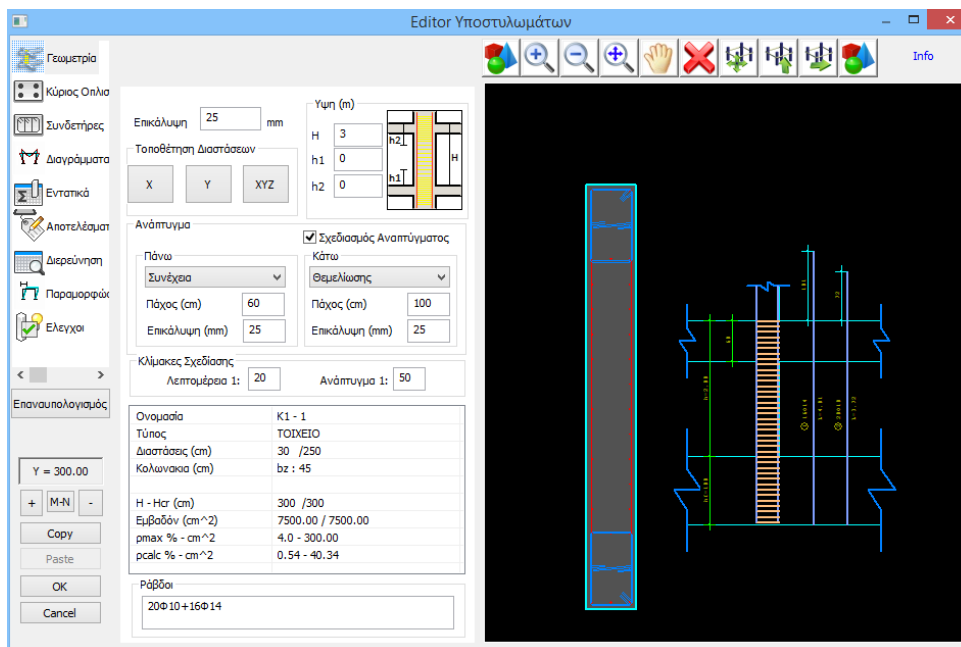 Editor Υποστυλωμάτων
Γεωμετρία
Κύριος Οπλισ
Συνδετήρες
Διαγράμματα
Εντατικά
Αποτελέσματ
Διερεύνηση
Παραμορφώσ
Ελεγχοι
Επαναυπολογισμός
Y = 300.00
+ M-N -
Copy
Paste
OK
Cancel
Επικάλυψη 25 mm
Υψη (m)
H 3
h1 0
h2 0
h2
H
h1
Τοποθέτηση Διαστάσεων
X Y XYZ
Ανάπτυγμα
Σχεδιασμός Αναπτύγματος
Πάνω
Συνέχεια
Πάχος (cm) 60
Επικάλυψη (mm) 25
Κάτω
Θεμελίωσης
Πάχος (cm) 100
Επικάλυψη (mm) 25
Κλίμακες Σχεδίασης
Λεπτομέρεια 1: 20 Ανάπτυγμα 1: 50
Ονομασία K1 - 1
Τύπος ΤΟΙΧΕΙΟ
Διαστάσεις (cm) 30 /250
Κολωνακια (cm) bz : 45
H - Hcr (cm) 300 /300
Εμβαδόν (cm^2) 7500.00 / 7500.00
ρmax % - cm^2 4.0 - 300.00
ρcalc % - cm^2 0.54 - 40.34
Ράβδοι
20Φ10+16Φ14
Info
60
72